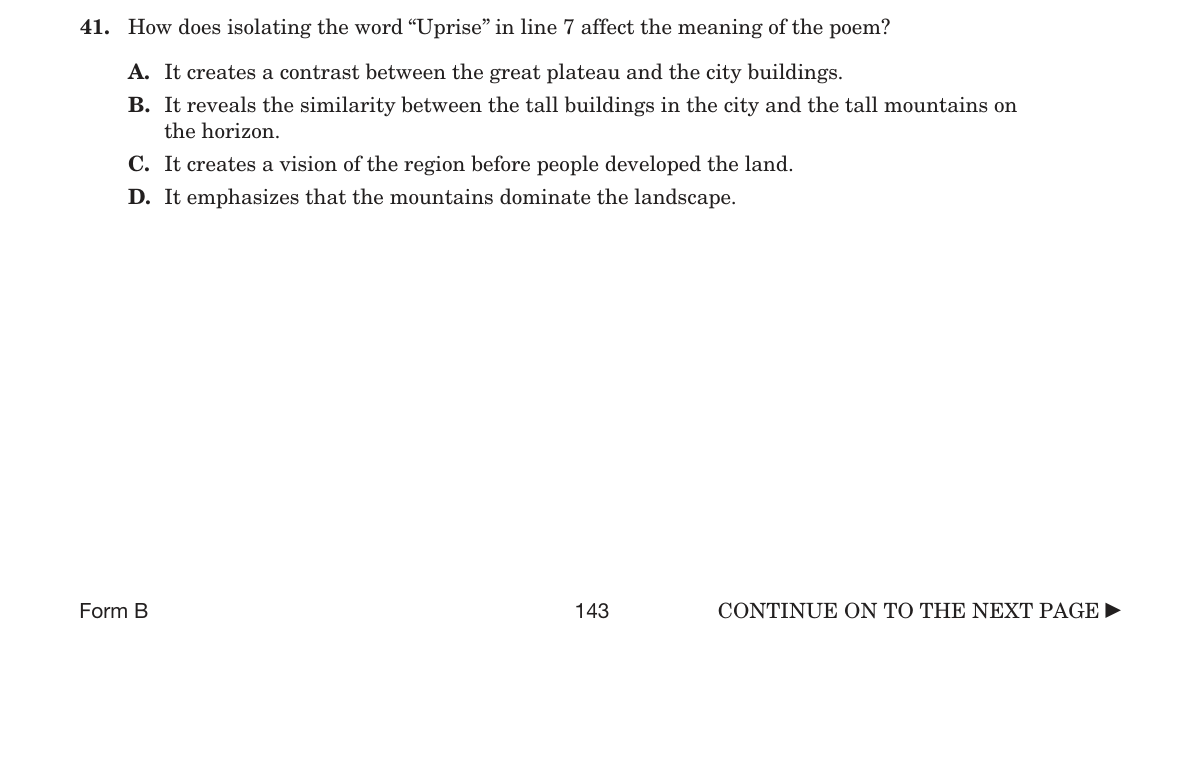 41. How does isolating the word “Uprise” in line 7 affect the meaning of the poem?
A. It creates a contrast between the great plateau and the city buildings.
B. It reveals the similarity between the tall buildings in the city and the tall mountains on
the horizon.
C. It creates a vision of the region before people developed the land.
D. It emphasizes that the mountains dominate the landscape.
Form B 143 CONTINUE ON TO THE NEXT PAGE ►